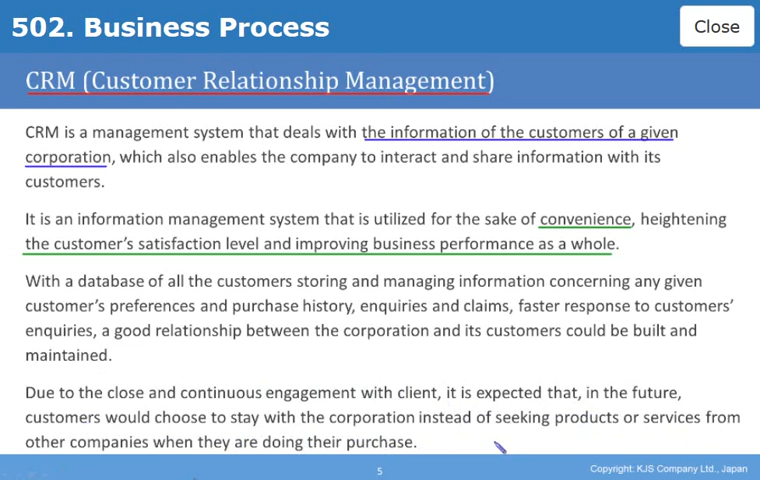 502. Business Process
Close
CRM (Customer Relationship Management)
CRM is a management system that deals with the information of the customers of a given
corporation, which also enables the company to interact and share information with its
customers.
It is an information management system that is utilized for the sake of convenience, heightening
the customer's satisfaction level and improving business performance as a whole.
With a database of all the customers storing and managing information concerning any given
customer's preferences and purchase history, enquiries and claims, faster response to customers'
enquiries, a good relationship between the corporation and its customers could be built and
maintained.
Due to the close and continuous engagement with client, it is expected that, in the future,
customers would choose to stay with the corporation instead of seeking products or services from
other companies when they are doing their purchase.
5
Copyright: KJS Company Ltd., Japan